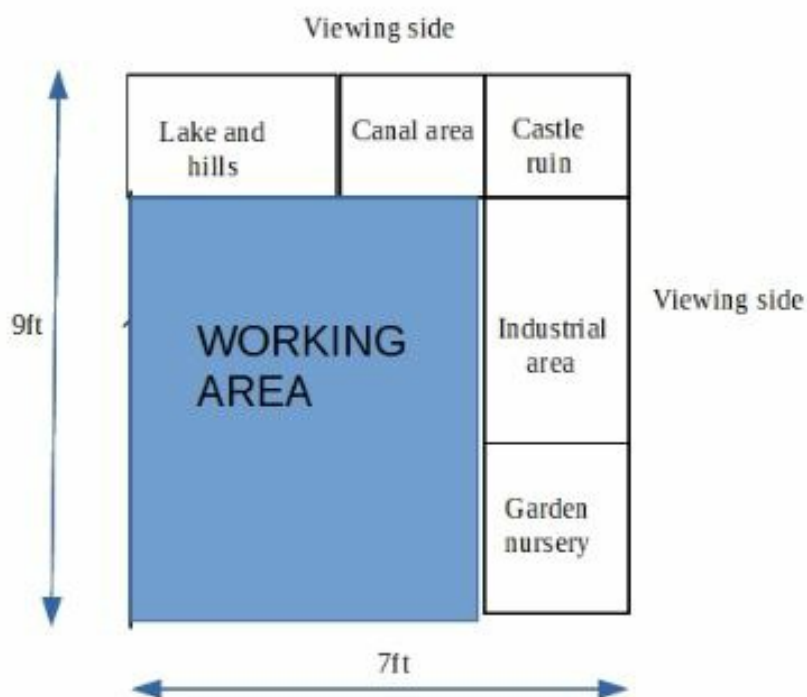 Viewing side
Lake and
hills
Canal area
Castle
ruin
9ft
WORKING
AREA
Industrial
area
Viewing side
Garden
nursery
7ft